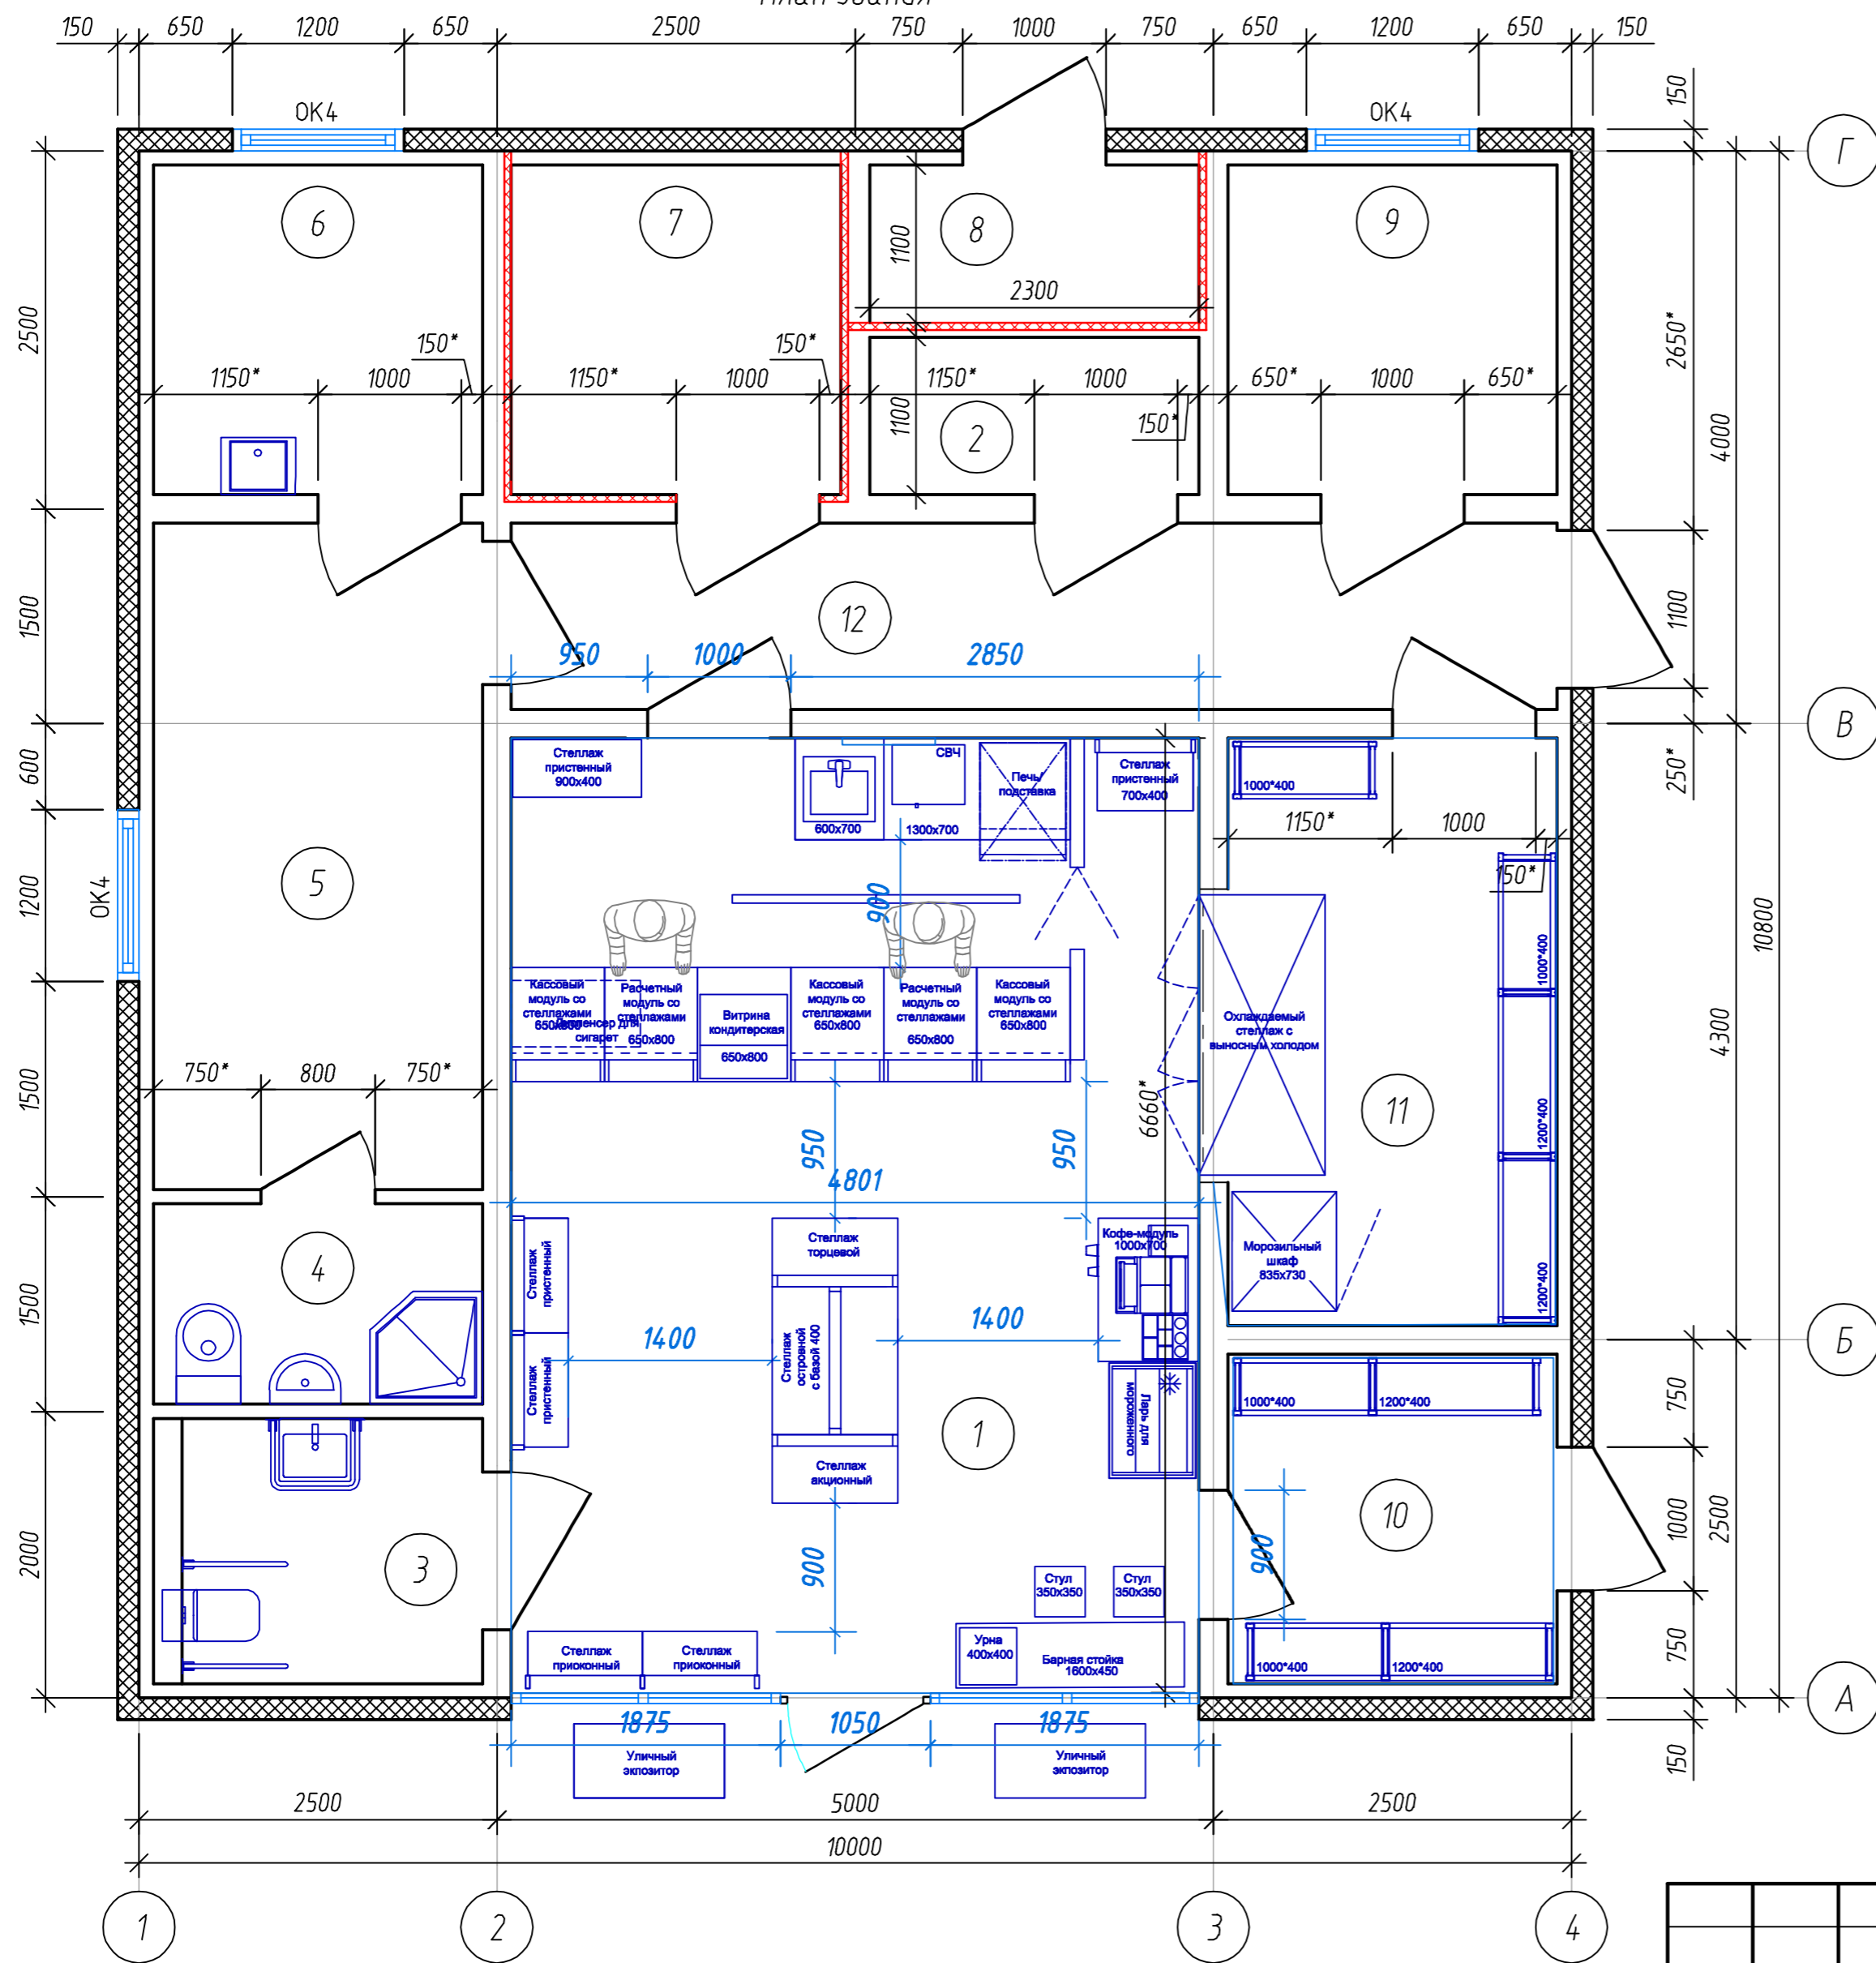 150 650 1200 650 2500 750 1000 750 650 1200 650 150
ОК4
ОК4
150
Г
6
7
8
9
1100
2300
2500
150*
150*
2650*
1150* 1000 1150* 1000 1150* 1000 650* 1000 650*
150*
1100
2
4000
1500
12
1100
950 1000 2850
В
250*
600
Стеллаж
пристенный
900х400
600х700
СВЧ
1300х700
Печь/
подставка
Стеллаж
пристенный
700х400
1000*400
1150* 1000
150*
5
ОК4
1200
900
10800
1000*400
Кассовый
модуль со
стеллажами
650х800
Диспенсер для
сигарет
Расчетный
модуль со
стеллажами
650х800
Витрина
кондитерская
650х800
Кассовый
модуль со
стеллажами
650х800
Расчетный
модуль со
стеллажами
650х800
Кассовый
модуль со
стеллажами
650х800
Охлаждаемый
стеллаж с
выносным холодом
4300
1500
750* 800 750*
6660*
11
1200*400
950
950
4801
4
1500
Стеллаж
пристенный
Стеллаж
торцевой
Кофе-модуль
1000х700
Морозильный
шкаф
835х730
1200*400
1400
1400
Стеллаж
островной
с базой 400
Б
Стеллаж
пристенный
Ларь для
мороженного
1000*400
1200*400
750
1
Стеллаж
акционный
10
1000
2500
2000
3
900
900
Стул
350х350
Стул
350х350
Стеллаж
приоконный
Стеллаж
приоконный
Урна
400х400
Барная стойка
1600х450
1000*400
1200*400
750
А
1875 1050 1875
Уличный
экпозитор
Уличный
экпозитор
150
2500 5000 2500
10000
1 2 3 4